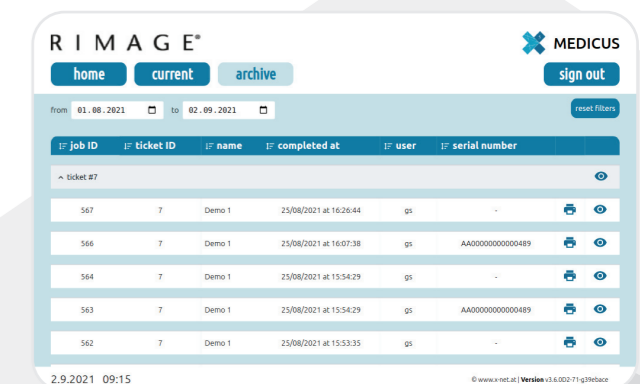 RIMAGE®
MEDICUS
home current archive sign out
from 01.08.2021 to 02.09.2021 reset filters
job ID ticket ID name completed at user serial number
ticket #7
567 7 Demo 1 25/08/2021 at 16:26:44 gs -
566 7 Demo 1 25/08/2021 at 16:07:38 gs AA00000000000489
564 7 Demo 1 25/08/2021 at 15:54:29 gs -
563 7 Demo 1 25/08/2021 at 15:54:29 gs AA00000000000489
562 7 Demo 1 25/08/2021 at 15:53:35 gs -
2.9.2021 09:15 © www.x-net.at | Version v3.6.0D2-71-g39ebace